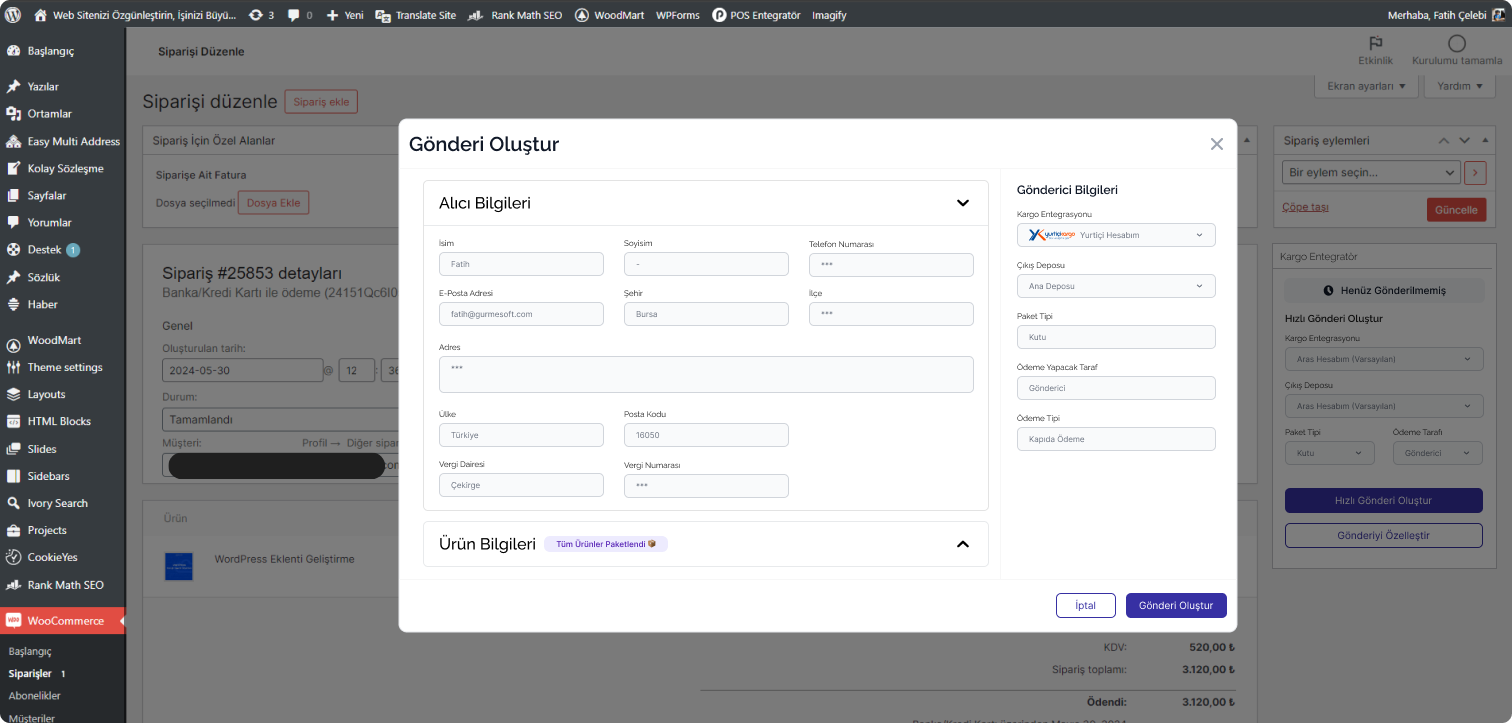 Web Sitenizi Özgünleştirin, İşinizi Büyü... 3 0 Yeni Translate Site Rank Math SEO WoodMart WPForms POS Entegratör Imagify Merhaba, Fatih Çelebi
Başlangıç
Yazılar
Ortamlar
Easy Multi Address
Kolay Sözleşme
Sayfalar
Yorumlar
Destek 1
Sözlük
Haber
WoodMart
Theme settings
Layouts
HTML Blocks
Slides
Sidebars
Ivory Search
Projects
CookieYes
Rank Math SEO
WooCommerce
Başlangıç
Siparişler 1
Abonelikler
Müşteriler
Siparişi Düzenle
Etkinlik
Kurulumu tamamla
Ekran ayarları
Yardım
Siparişi düzenle Sipariş ekle
Sipariş İçin Özel Alanlar
Siparişe Ait Fatura
Dosya seçilmedi Dosya Ekle
Sipariş #25853 detayları
Banka/Kredi Kartı ile ödeme (24151Qc6I0
Genel
Oluşturulan tarih:
2024-05-30 @ 12 : 36
Durum:
Tamamlandı
Müşteri: Profil → Diğer sipar
Ürün
WordPress Eklenti Geliştirme
Gönderi Oluştur
Alıcı Bilgileri
İsim
Fatih
Soyisim
-
Telefon Numarası
***
E-Posta Adresi
fatih@gurmesoft.com
Şehir
Bursa
İlçe
***
Adres
***
Ülke
Türkiye
Posta Kodu
16050
Vergi Dairesi
Çekirge
Vergi Numarası
***
Ürün Bilgileri Tüm Ürünler Paketlendi
Gönderici Bilgileri
Kargo Entegrasyonu
yurtiçi kargo Yurtiçi Hesabım
Çıkış Deposu
Ana Deposu
Paket Tipi
Kutu
Ödeme Yapacak Taraf
Gönderici
Ödeme Tipi
Kapıda Ödeme
İptal
Gönderi Oluştur
KDV: 520,00 ₺
Sipariş toplamı: 3.120,00 ₺
Ödendi: 3.120,00 ₺
Sipariş eylemleri
Bir eylem seçin...
Çöpe taşı
Güncelle
Kargo Entegratör
Henüz Gönderilmemiş
Hızlı Gönderi Oluştur
Kargo Entegrasyonu
Aras Hesabım (Varsayılan)
Çıkış Deposu
Aras Hesabım (Varsayılan)
Paket Tipi
Kutu
Ödeme Tarafı
Gönderici
Hızlı Gönderi Oluştur
Gönderiyi Özelleştir